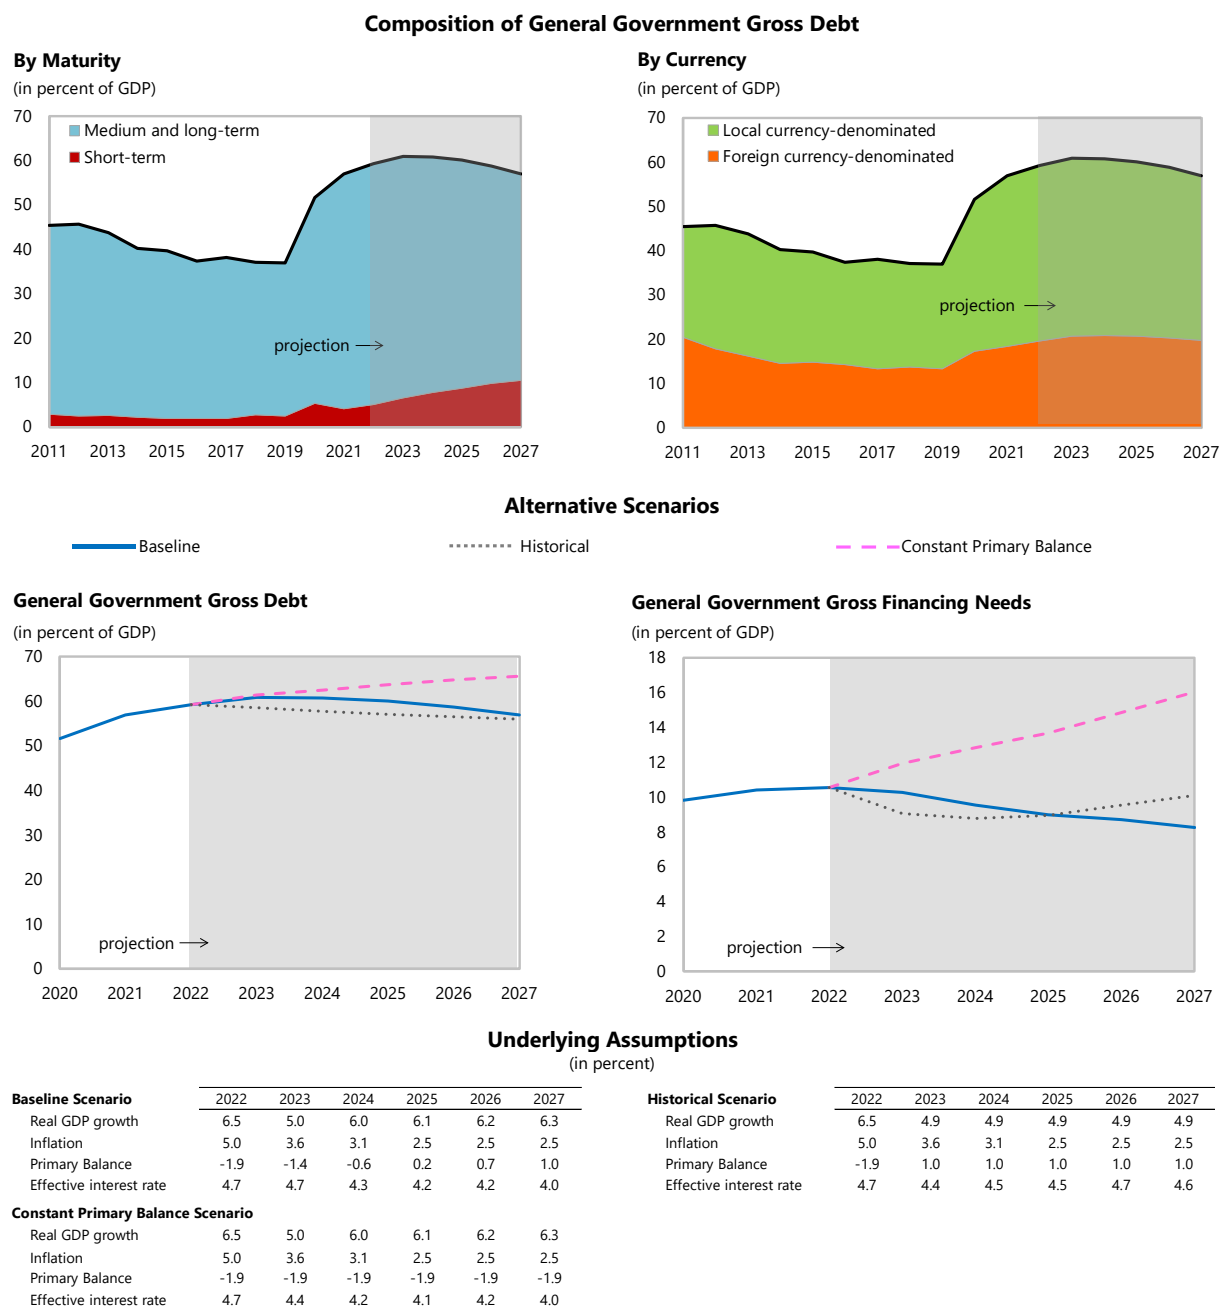 Composition of General Government Gross Debt
By Maturity
(in percent of GDP)
70
60
50
40
30
20
10
0
Medium and long-term
Short-term
projection
2011 2013 2015 2017 2019 2021 2023 2025 2027
By Currency
(in percent of GDP)
70
60
50
40
30
20
10
0
Local currency-denominated
Foreign currency-denominated
projection
2011 2013 2015 2017 2019 2021 2023 2025 2027
Alternative Scenarios
Baseline Historical Constant Primary Balance
General Government Gross Debt
(in percent of GDP)
70
60
50
40
30
20
10
0
projection
2020 2021 2022 2023 2024 2025 2026 2027
General Government Gross Financing Needs
(in percent of GDP)
18
16
14
12
10
8
6
4
2
0
projection
2020 2021 2022 2023 2024 2025 2026 2027
Underlying Assumptions
(in percent)
Baseline Scenario 2022 2023 2024 2025 2026 2027
Real GDP growth 6.5 5.0 6.0 6.1 6.2 6.3
Inflation 5.0 3.6 3.1 2.5 2.5 2.5
Primary Balance -1.9 -1.4 -0.6 0.2 0.7 1.0
Effective interest rate 4.7 4.7 4.3 4.2 4.2 4.0
Constant Primary Balance Scenario
Real GDP growth 6.5 5.0 6.0 6.1 6.2 6.3
Inflation 5.0 3.6 3.1 2.5 2.5 2.5
Primary Balance -1.9 -1.9 -1.9 -1.9 -1.9 -1.9
Effective interest rate 4.7 4.4 4.2 4.1 4.2 4.0
Historical Scenario 2022 2023 2024 2025 2026 2027
Real GDP growth 6.5 4.9 4.9 4.9 4.9 4.9
Inflation 5.0 3.6 3.1 2.5 2.5 2.5
Primary Balance -1.9 1.0 1.0 1.0 1.0 1.0
Effective interest rate 4.7 4.4 4.5 4.5 4.7 4.6